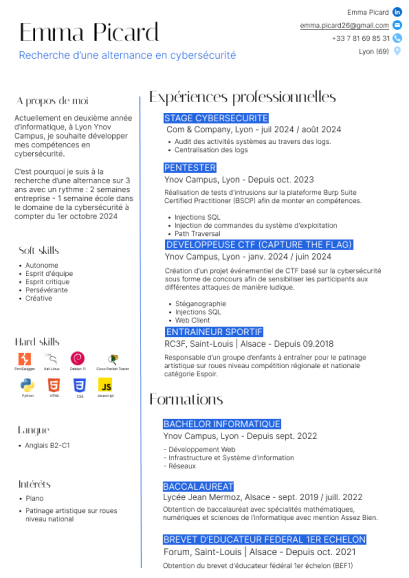 Emma Picard
Recherche d'une alternance en cybersécurité
Emma Picard
emma.picard26@gmail.com
+33 7 81 69 85 31
Lyon (69)
A propos de moi
Actuellement en deuxième année
d'informatique, à Lyon Ynov
Campus, je souhaite développer
mes compétences en
cybersécurité.
C'est pourquoi je suis à la
recherche d'une alternance sur 3
ans avec un rythme : 2 semaines
entreprise - 1 semaine école dans
le domaine de la cybersécurité à
compter du 1er octobre 2024
Soft skills
• Autonome
• Esprit d'équipe
• Esprit critique
• Persévérante
• Créative
Hard skills
PortSwigger
Kali Linux
Debian 11
Cisco Packet Tracer
Python
HTML
CSS
Javascript
Langue
• Anglais B2-C1
Intérêts
• Piano
• Patinage artistique sur roues
niveau national
Expériences professionnelles
STAGE CYBERSECURITE
Com & Company, Lyon - juil 2024 / août 2024
• Audit des activités systèmes au travers des logs.
• Centralisation des logs
PENTESTER
Ynov Campus, Lyon - Depuis oct. 2023
Réalisation de tests d'intrusions sur la plateforme Burp Suite
Certified Practitioner (BSCP) afin de monter en compétences.
• Injections SQL
• Injection de commandes du système d'exploitation
• Path Traversal
DEVELOPPEUSE CTF (CAPTURE THE FLAG)
Ynov Campus, Lyon - janv. 2024 / juin 2024
Création d'un projet événementiel de CTF basé sur la cybersécurité
sous forme de concours afin de sensibiliser les participants aux
différentes attaques de manière ludique.
• Stéganographie
• Injections SQL
• Web Client
ENTRAINEUR SPORTIF
RC3F, Saint-Louis | Alsace - Depuis 09.2018
Responsable d'un groupe d'enfants à entraîner pour le patinage
artistique sur roues niveau compétition régionale et nationale
catégorie Espoir.
Formations
BACHELOR INFORMATIQUE
Ynov Campus, Lyon - Depuis sept. 2022
- Développement Web
- Infrastructure et Système d'information
- Réseaux
BACCALAUREAT
Lycée Jean Mermoz, Alsace - sept. 2019 / juill. 2022
Obtention de baccalauréat avec spécialités mathématiques,
numériques et sciences de l'informatique avec mention Assez Bien.
BREVET D'EDUCATEUR FEDERAL 1ER ECHELON
Forum, Saint-Louis | Alsace - Depuis oct. 2021
Obtention du brevet d'éducateur fédéral 1er échelon (BEF1)